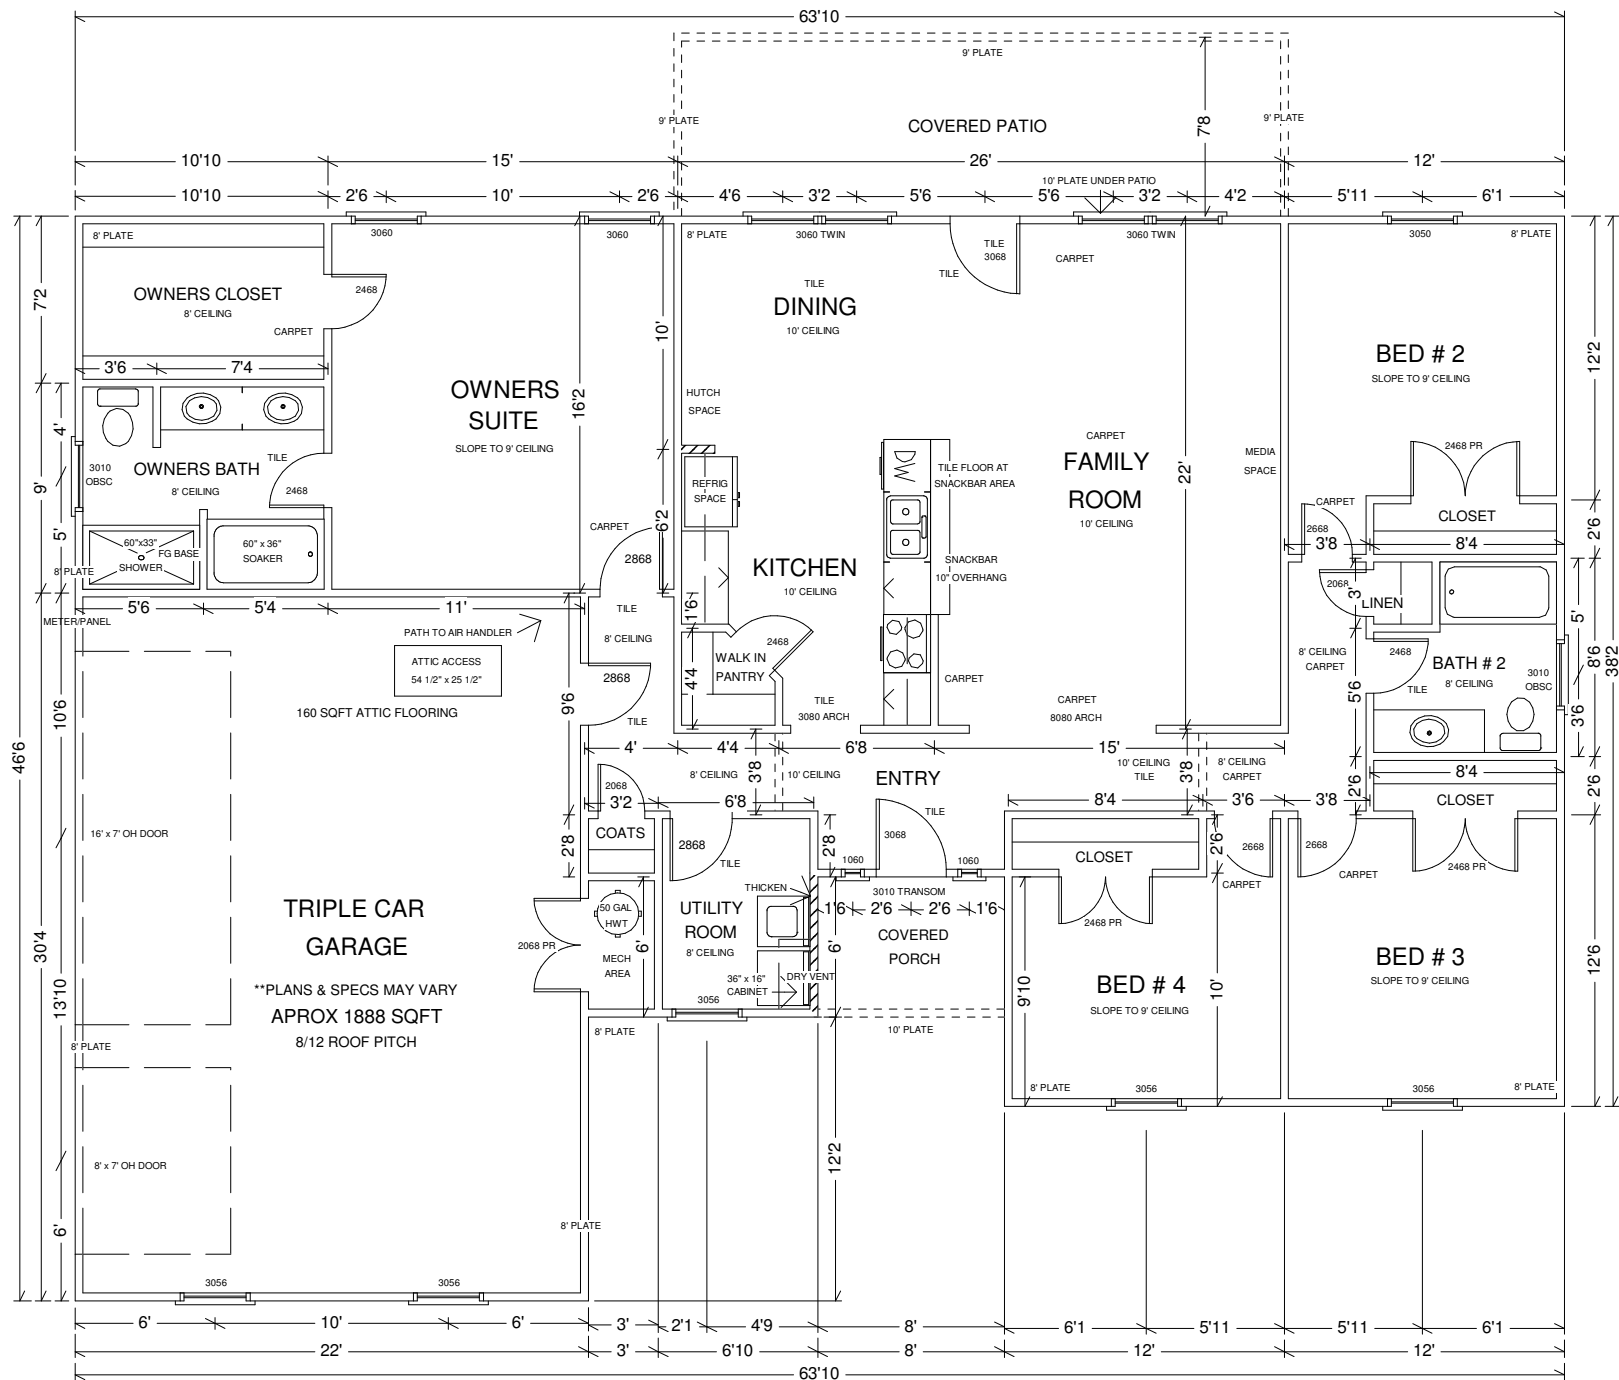 63'10
9' PLATE
9' PLATE
COVERED PATIO
7'8
9' PLATE
10'10
15'
26'
12'
10' PLATE UNDER PATIO
10'10
2'6
10'
2'6
4'6
3'2
5'6
5'6
3'2
4'2
5'11
6'1
8' PLATE
3060
3060
8' PLATE
3060 TWIN
TILE
3068
3060 TWIN
3050
8' PLATE
7'2
OWNERS CLOSET
8' CEILING
2468
CARPET
3'6
7'4
OWNERS
SUITE
SLOPE TO 9' CEILING
16'2
10'
TILE
DINING
10' CEILING
TILE
CARPET
22'
BED # 2
SLOPE TO 9' CEILING
12'2
HUTCH
SPACE
46'6
9'
4'
5'
3010
OBSC
OWNERS BATH
8' CEILING
TILE
2468
60"x33"
FG BASE
SHOWER
60" x 36"
SOAKER
8' PLATE
CARPET
2868
6'2
REFRIG
SPACE
DW
TILE FLOOR AT
SNACKBAR AREA
CARPET
FAMILY
ROOM
10' CEILING
MEDIA
SPACE
2468 PR
CARPET
2668
CLOSET
2'6
3'8
8'4
KITCHEN
10' CEILING
SNACKBAR
10" OVERHANG
5'6
5'4
11'
METER/PANEL
PATH TO AIR HANDLER
TILE
8' CEILING
1'6
2068
3'
LINEN
5'
8'6
38'2
ATTIC ACCESS
54 1/2" x 25 1/2"
160 SQFT ATTIC FLOORING
10'6
9'6
2868
TILE
4'4
WALK IN
PANTRY
2468
TILE
3080 ARCH
CARPET
CARPET
8080 ARCH
8' CEILING
CARPET
5'6
2468
TILE
BATH # 2
8' CEILING
3010
OBSC
3'6
4'
4'4
6'8
15'
8' CEILING
3'8
10' CEILING
ENTRY
10' CEILING
TILE
3'8
8' CEILING
CARPET
2'6
8'4
2'6
2068
3'2
6'8
8'4
3'6
3'8
CLOSET
16' x 7' OH DOOR
2'8
COATS
2868
TILE
2'8
TILE
3068
1060
1060
CLOSET
2'6
2668
CARPET
2668
CARPET
2468 PR
30'4
13'10
TRIPLE CAR
GARAGE
**PLANS & SPECS MAY VARY
APROX 1888 SQFT
8/12 ROOF PITCH
2068 PR
50 GAL
HWT
MECH
AREA
6'
THICKEN
UTILITY
ROOM
8' CEILING
36" x 16"
CABINET
DRY VENT
3056
3010 TRANSOM
1'6
2'6
2'6
1'6
6'
COVERED
PORCH
10' PLATE
9'10
2468 PR
BED # 4
SLOPE TO 9' CEILING
10'
BED # 3
SLOPE TO 9' CEILING
12'6
8' PLATE
8' PLATE
8' PLATE
3056
3056
8' PLATE
8' x 7' OH DOOR
12'2
6'
8' PLATE
3056
3056
6'
10'
6'
3'
2'1
4'9
8'
6'1
5'11
5'11
6'1
22'
3'
6'10
8'
12'
12'
63'10